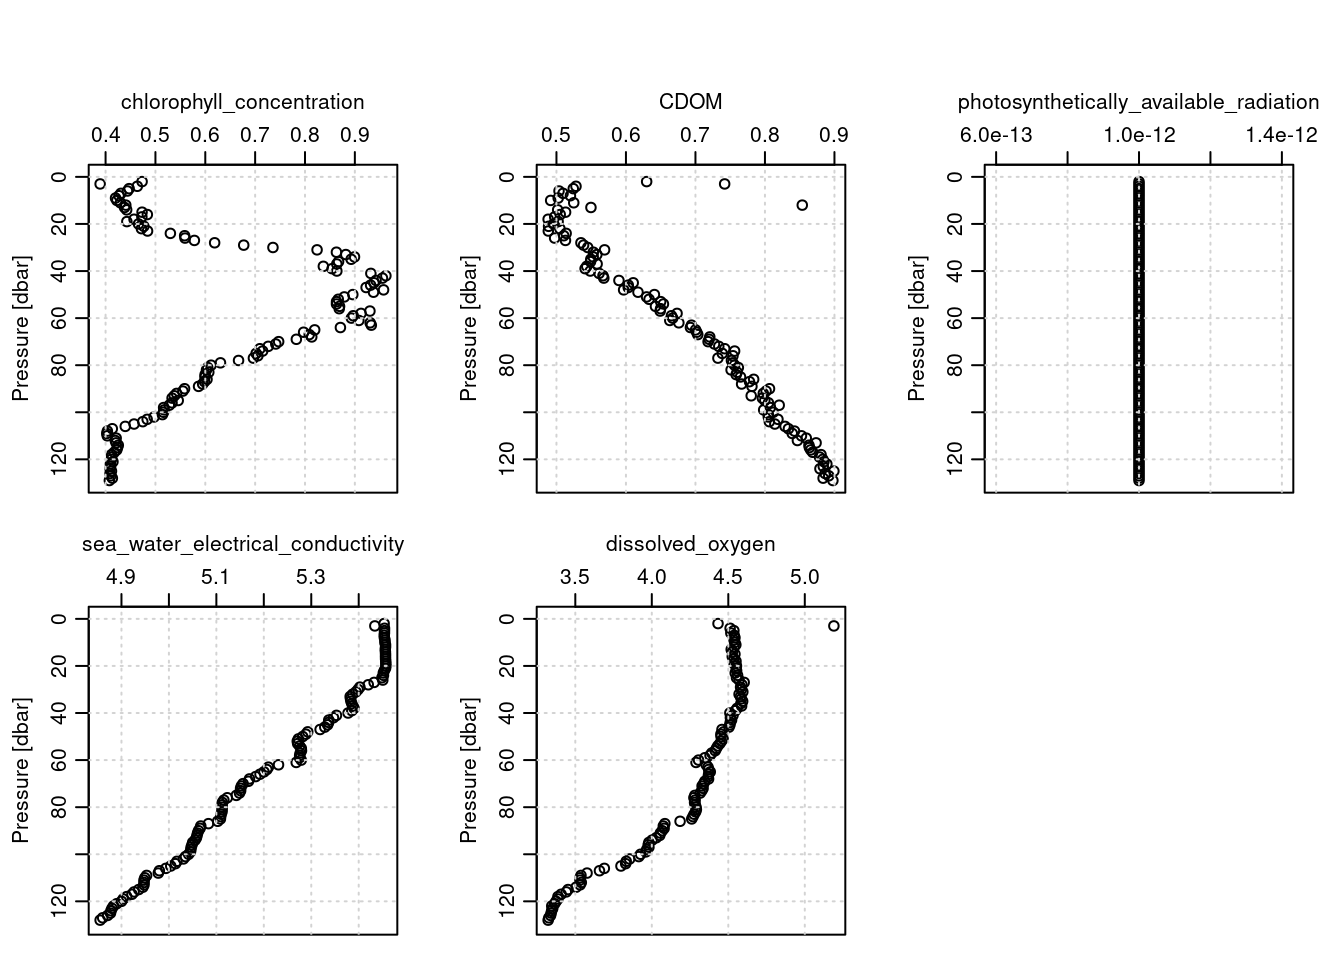 chlorophyll_concentration
0.4 0.5 0.6 0.7 0.8 0.9
Pressure [dbar]
0
20
40
60
80
120
CDOM
0.5 0.6 0.7 0.8 0.9
Pressure [dbar]
0
20
40
60
80
120
photosynthetically_available_radiation
6.0e-13 1.0e-12 1.4e-12
Pressure [dbar]
0
20
40
60
80
120
sea_water_electrical_conductivity
4.9 5.1 5.3
Pressure [dbar]
0
20
40
60
80
120
dissolved_oxygen
3.5 4.0 4.5 5.0
Pressure [dbar]
0
20
40
60
80
120